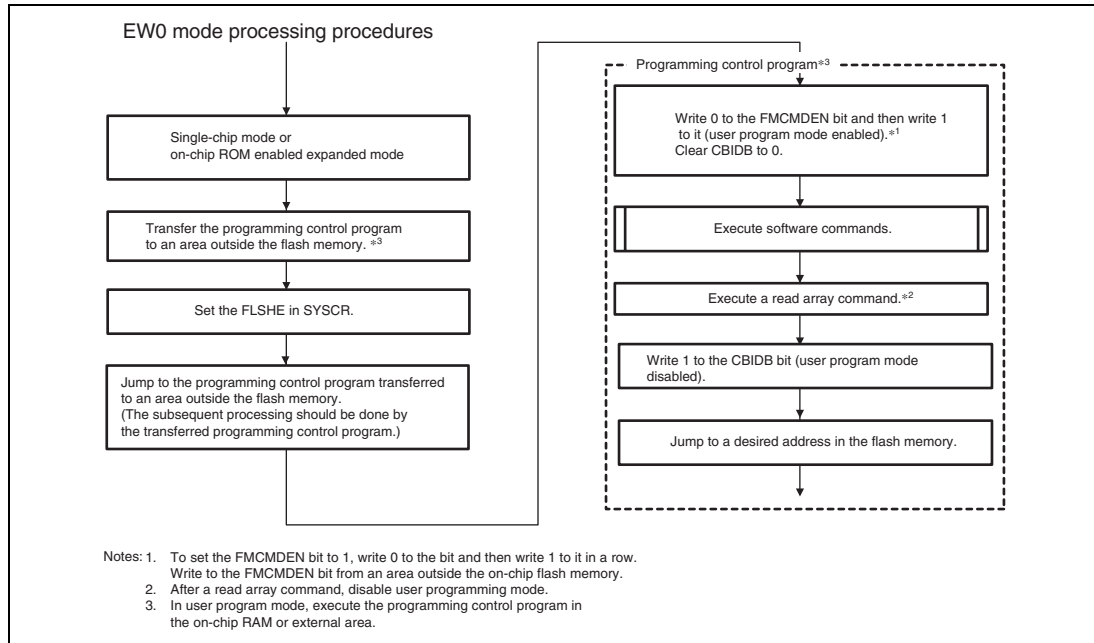 EW0 mode processing procedures
Single-chip mode or
on-chip ROM enabled expanded mode
Transfer the programming control program
to an area outside the flash memory. *3
Set the FLSHE in SYSCR.
Jump to the programming control program transferred
to an area outside the flash memory.
(The subsequent processing should be done by
the transferred programming control program.)
Programming control program*3
Write 0 to the FMCMDEN bit and then write 1
to it (user program mode enabled).*1
Clear CBIDB to 0.
Execute software commands.
Execute a read array command.*2
Write 1 to the CBIDB bit (user program mode
disabled).
Jump to a desired address in the flash memory.
Notes: 1. To set the FMCMDEN bit to 1, write 0 to the bit and then write 1 to it in a row.
Write to the FMCMDEN bit from an area outside the on-chip flash memory.
2. After a read array command, disable user programming mode.
3. In user program mode, execute the programming control program in
the on-chip RAM or external area.